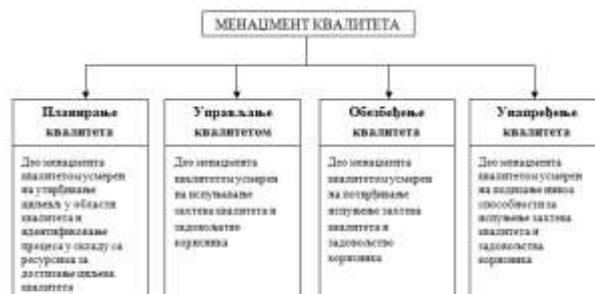 МЕНАЏМЕНТ КВАЛИТЕТА
Планирање
квалитета
Део менаџмента
квалитетом усмерен
на утврђивање
циљева у области
квалитета и
идентификовање
процеса у складу са
ресурсима за
достизање циљева
квалитета
Управљање
квалитетом
Део менаџмента
квалитетом усмерен
на испуњавање
захтева квалитета и
задовољство
корисника
Обезбеђење
квалитета
Део менаџмента
квалитетом усмерен
на потврђивање
испуњење захтева
квалитета и
задовољство
корисника
Унапређење
квалитета
Део менаџмента
квалитетом усмерен
на подизање нивоа
способности за
испуњење захтева
квалитета и
задовољства
корисника